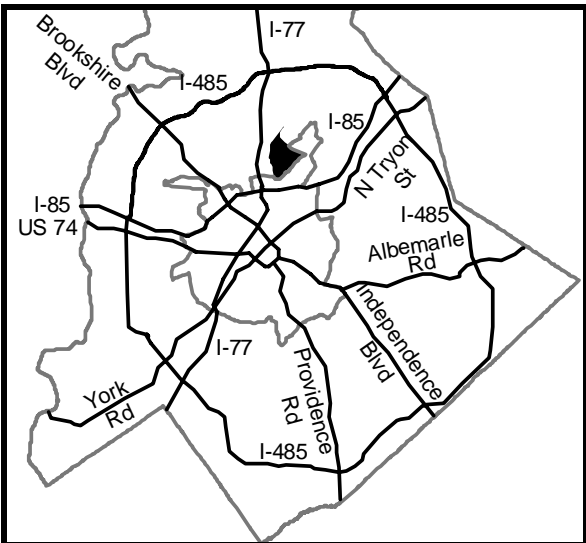 I-77
Brookshire
Blvd
I-485
I-85
N Tryon
St
I-85
US 74
I-485
Albemarle
Rd
Independence
Blvd
I-77
Providence
Rd
York
Rd
I-485